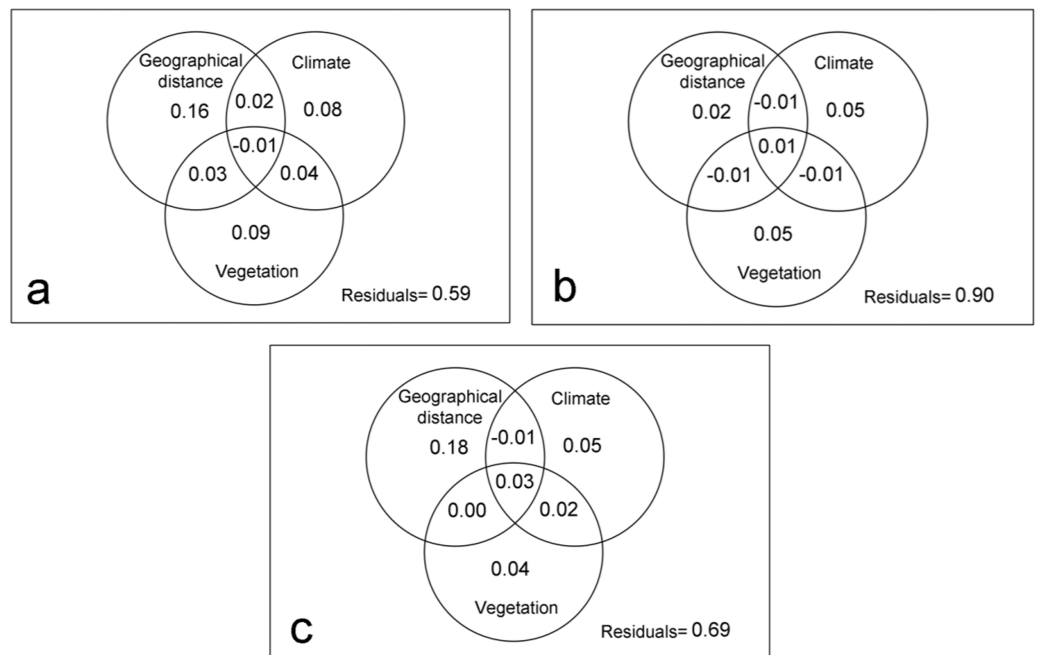 Geographical
distance
Climate
0.16
0.02
0.08
-0.01
0.03
0.04
0.09
Vegetation
a
Residuals= 0.59
Geographical
distance
Climate
0.02
-0.01
0.05
0.01
-0.01
-0.01
0.05
Vegetation
b
Residuals= 0.90
Geographical
distance
Climate
0.18
-0.01
0.05
0.03
0.00
0.02
0.04
Vegetation
c
Residuals= 0.69